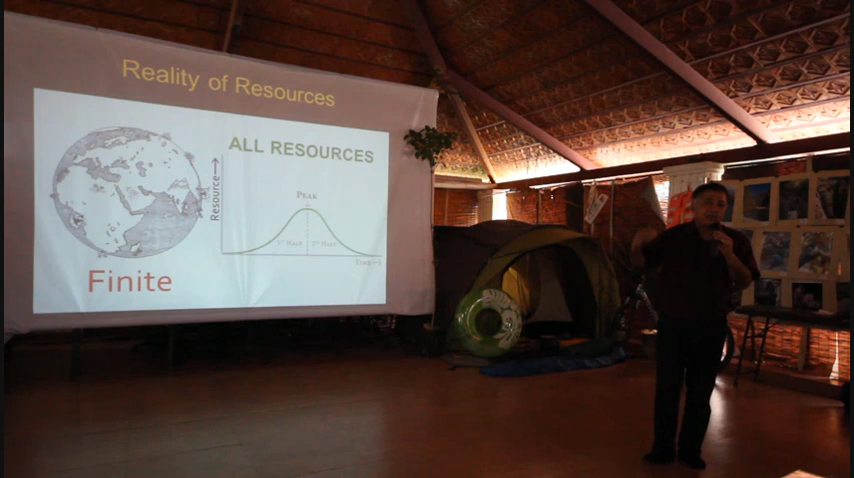 Reality of Resources
ALL RESOURCES
Resource→
PEAK
1st HALF
2nd HALF
TIME→
Finite